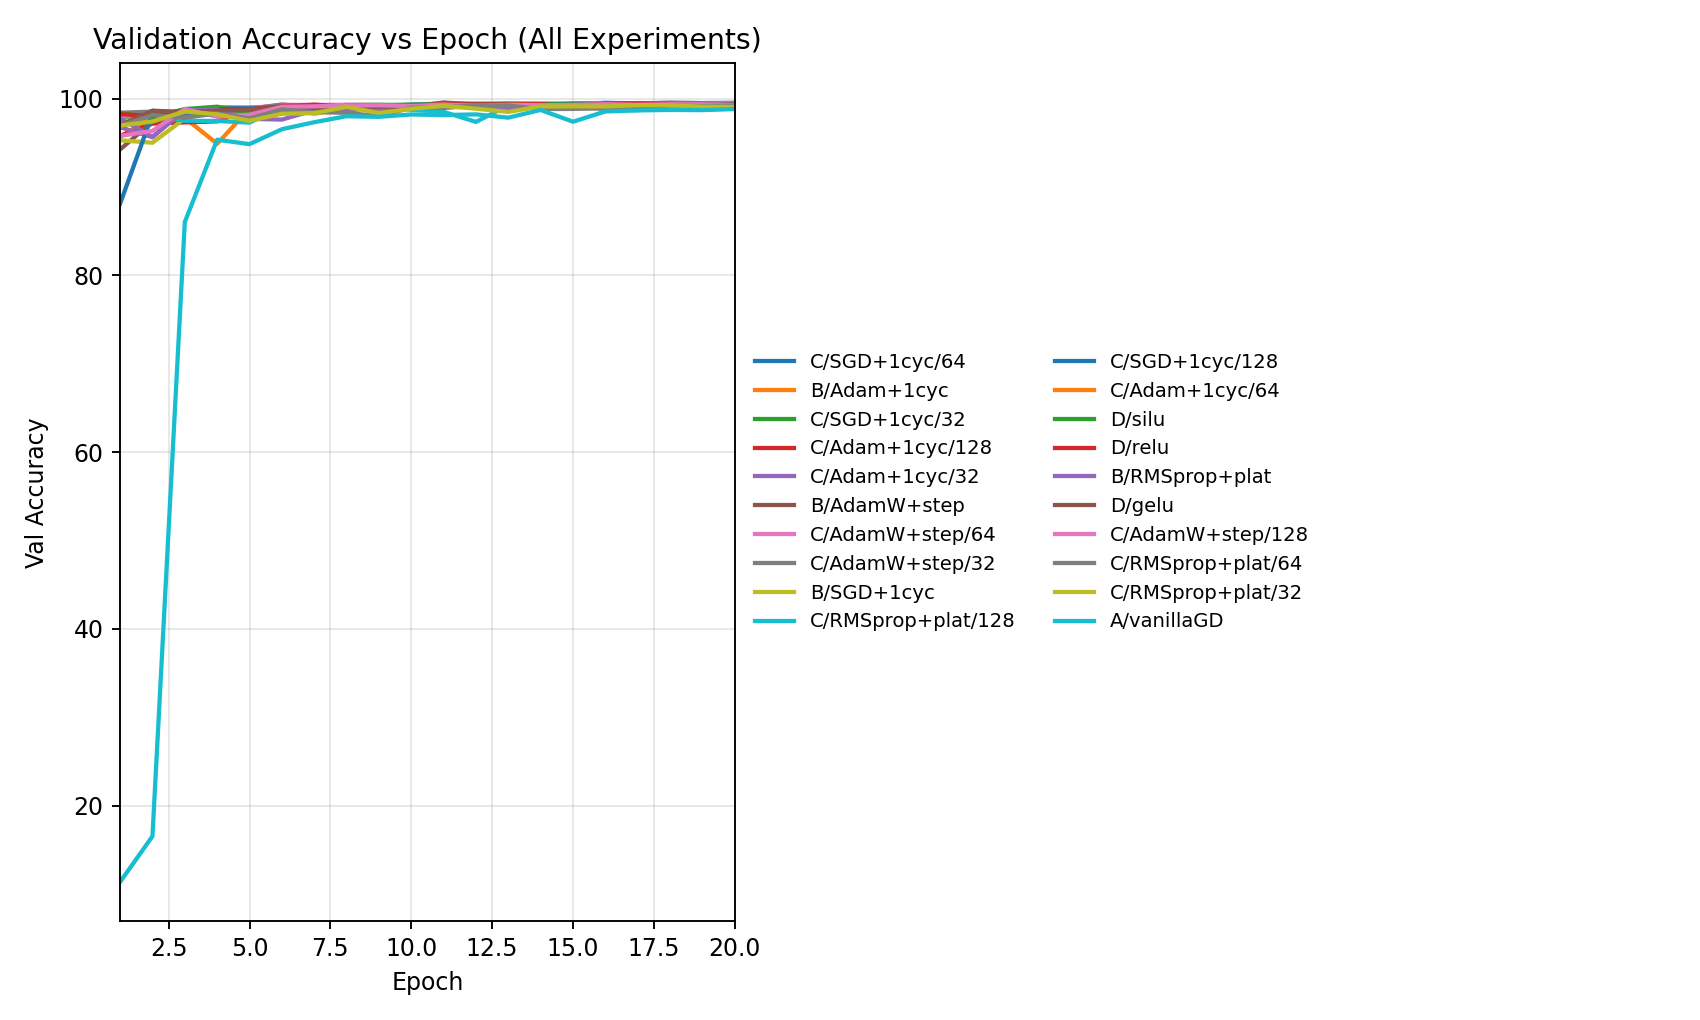 Validation Accuracy vs Epoch (All Experiments)
100
80
60
40
20
Val Accuracy
2.5 5.0 7.5 10.0 12.5 15.0 17.5 20.0
Epoch
C/SGD+1cyc/64
B/Adam+1cyc
C/SGD+1cyc/32
C/Adam+1cyc/128
C/Adam+1cyc/32
B/AdamW+step
C/AdamW+step/64
C/AdamW+step/32
B/SGD+1cyc
C/RMSprop+plat/128
C/SGD+1cyc/128
C/Adam+1cyc/64
D/silu
D/relu
B/RMSprop+plat
D/gelu
C/AdamW+step/128
C/RMSprop+plat/64
C/RMSprop+plat/32
A/vanillaGD